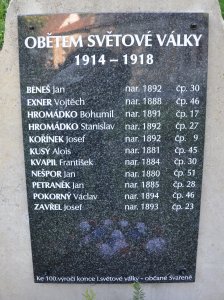 OBĚTEM SVĚTOVÉ VÁLKY
1914 – 1918
BENEŠ Jan nar. 1892 čp. 30
EXNER Vojtěch nar. 1888 čp. 46
HROMÁDKO Bohumil nar. 1891 čp. 17
HROMÁDKO Stanislav nar. 1892 čp. 27
KOŘÍNEK Josef nar. 1892 čp. 9
KUSÝ Alois nar. 1881 čp. 45
KVAPIL František nar. 1884 čp. 30
NEŠPOR Jan nar. 1880 čp. 51
PETRANĚK Jan nar. 1885 čp. 28
POKORNÝ Václav nar. 1894 čp. 46
ZAVŘEL Josef nar. 1893 čp. 23
Ke 100.výročí konce I.světové války - občané Svařeně